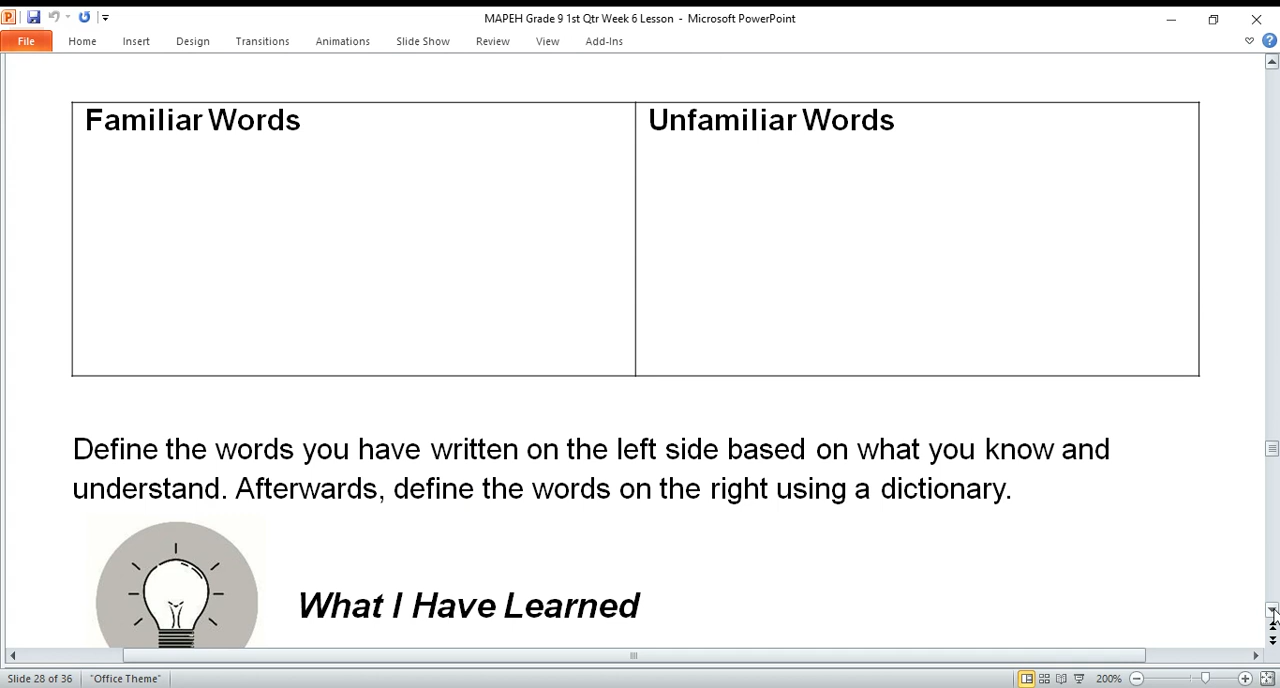 MAPEH Grade 9 1st Qtr Week 6 Lesson - Microsoft PowerPoint
File Home Insert Design Transitions Animations Slide Show Review View Add-Ins
Familiar Words Unfamiliar Words
Define the words you have written on the left side based on what you know and
understand. Afterwards, define the words on the right using a dictionary.
What I Have Learned
Slide 28 of 36 "Office Theme" 200%